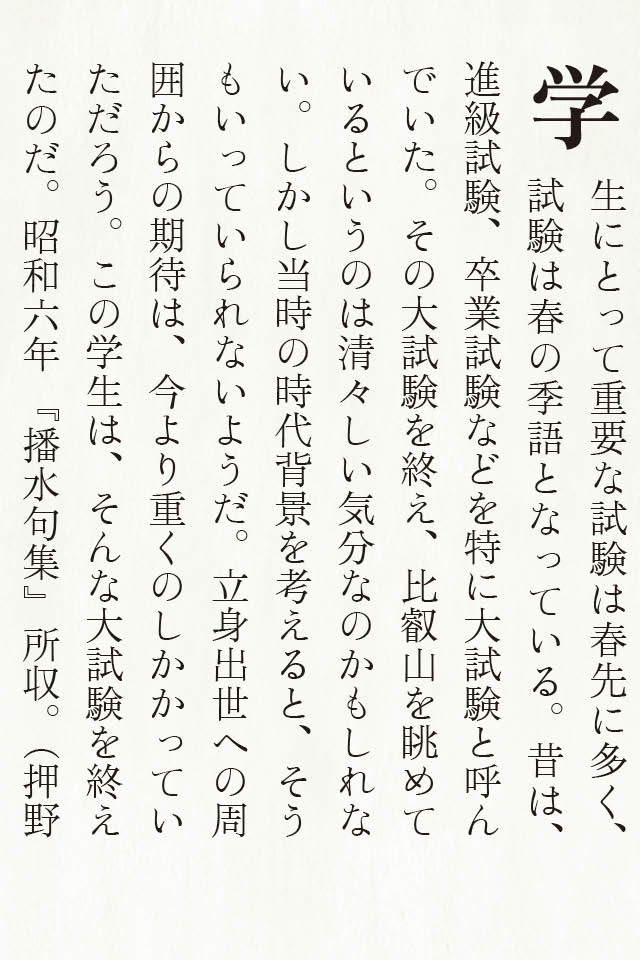 学生にとって重要な試験は春先に多く、
試験は春の季語となっている。昔は、
進級試験、卒業試験などを特に大試験と呼ん
でいた。その大試験を終え、比叡山を眺めて
いるというのは清々しい気分なのかもしれな
い。しかし当時の時代背景を考えると、そう
もいっていられないようだ。立身出世への周
囲からの期待は、今より重くのしかかってい
ただろう。この学生は、そんな大試験を終え
たのだ。昭和六年『播水句集』所収。（押野